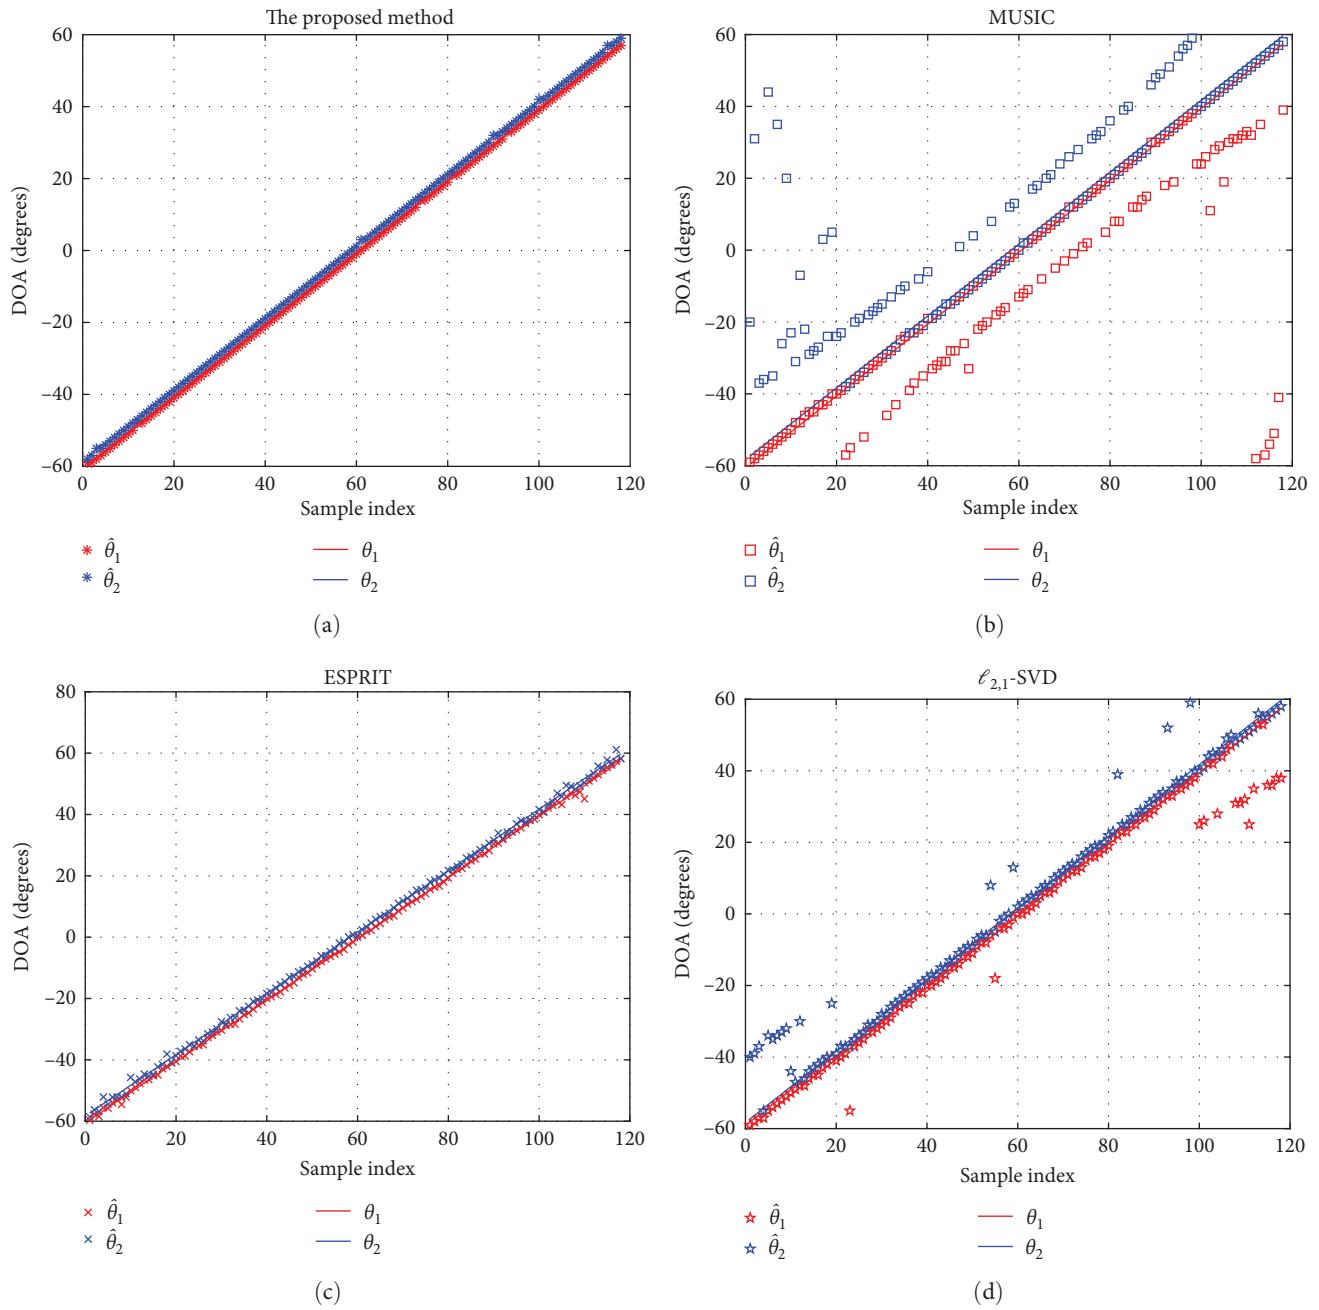 The proposed method
60
40
20
0
−20
−40
−60
DOA (degrees)
0 20 40 60 80 100 120
Sample index
θ̂1 θ1
θ̂2 θ2
(a)
MUSIC
60
40
20
0
−20
−40
−60
DOA (degrees)
0 20 40 60 80 100 120
Sample index
θ̂1 θ1
θ̂2 θ2
(b)
ESPRIT
80
60
40
20
0
−20
−40
−60
DOA (degrees)
0 20 40 60 80 100 120
Sample index
θ̂1 θ1
θ̂2 θ2
(c)
ℓ2,1-SVD
60
40
20
0
−20
−40
−60
DOA (degrees)
0 20 40 60 80 100 120
Sample index
θ̂1 θ1
θ̂2 θ2
(d)